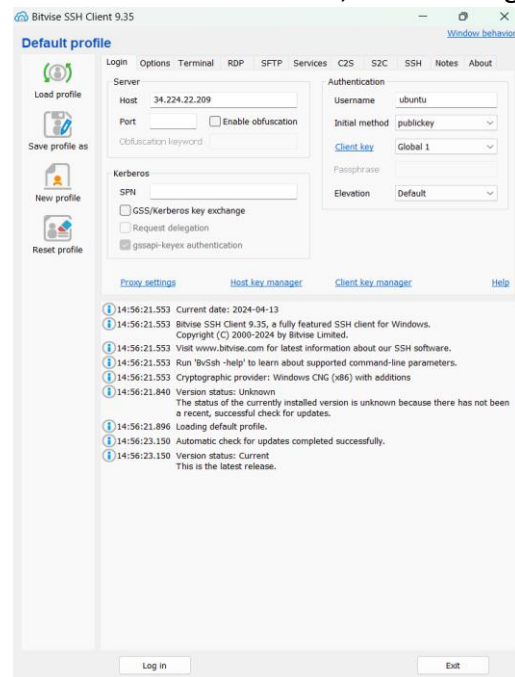 Bitvise SSH Client 9.35
Window behavior
Default profile
Load profile
Save profile as
New profile
Reset profile
Login Options Terminal RDP SFTP Services C2S S2C SSH Notes About
Server
Host 34.224.22.209
Port Enable obfuscation
Obfuscation keyword
Kerberos
SPN
GSS/Kerberos key exchange
Request delegation
gssapi-keyex authentication
Authentication
Username ubuntu
Initial method publickey
Client key Global 1
Passphrase
Elevation Default
Proxy settings Host key manager Client key manager Help
14:56:21.553 Current date: 2024-04-13
14:56:21.553 Bitvise SSH Client 9.35, a fully featured SSH client for Windows.
Copyright (C) 2000-2024 by Bitvise Limited.
14:56:21.553 Visit www.bitvise.com for latest information about our SSH software.
14:56:21.553 Run 'BvSsh -help' to learn about supported command-line parameters.
14:56:21.553 Cryptographic provider: Windows CNG (x86) with additions
14:56:21.840 Version status: Unknown
The status of the currently installed version is unknown because there has not been
a recent, successful check for updates.
14:56:21.896 Loading default profile.
14:56:23.150 Automatic check for updates completed successfully.
14:56:23.150 Version status: Current
This is the latest release.
Log in Exit